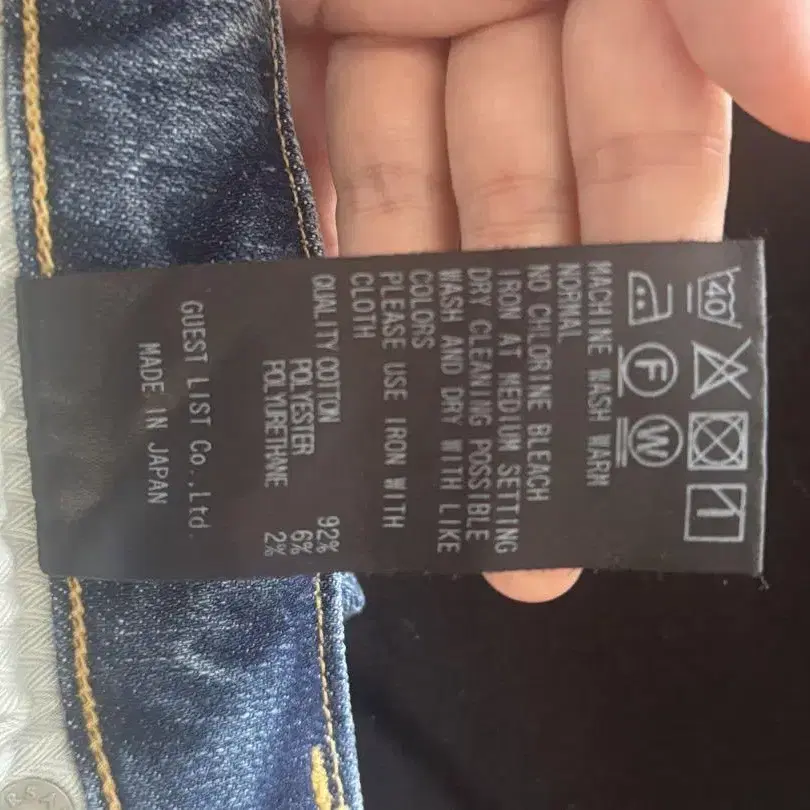 40
F
W
MACHINE WASH WARM
NORMAL
NO CHLORINE BLEACH
IRON AT MEDIUM SETTING
DRY CLEANING POSSIBLE
WASH AND DRY WITH LIKE
COLORS
PLEASE USE IRON WITH
CLOTH
QUALITY COTTON 92%
POLYESTER 6%
POLYURETHANE 2%
GUEST LIST Co.,Ltd.
MADE IN JAPAN